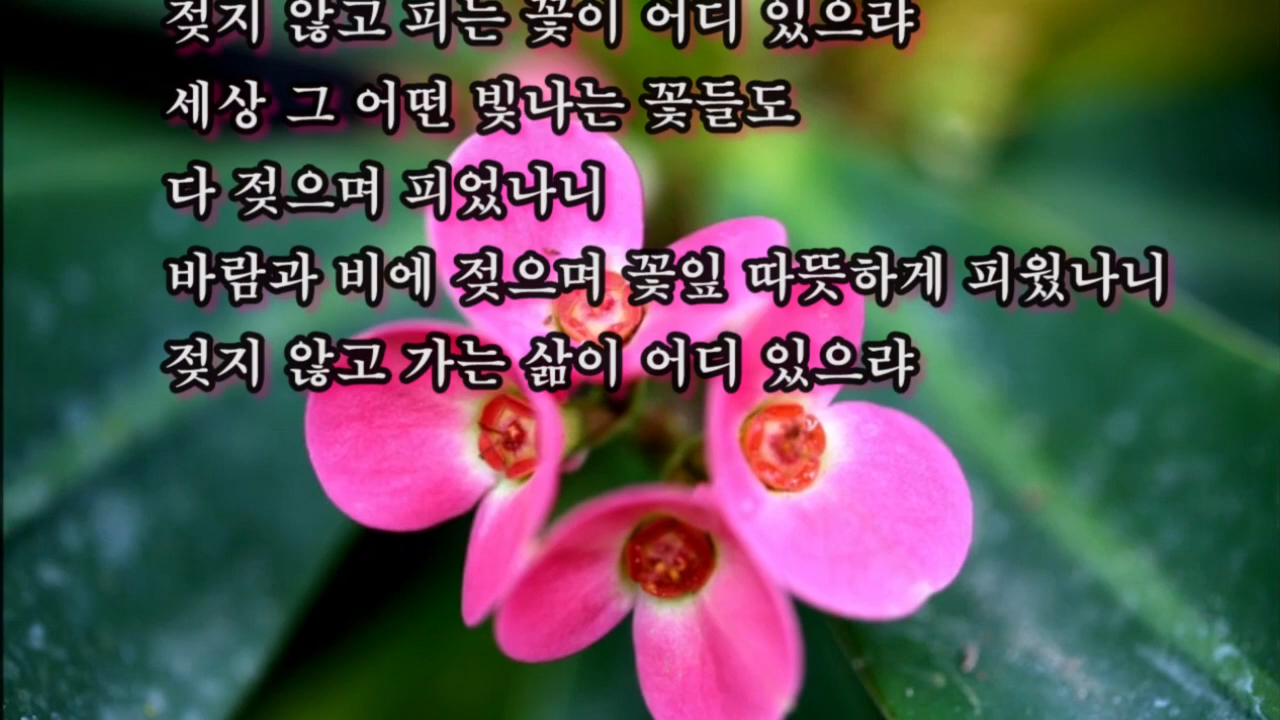 젖지 않고 피는 꽃이 어디 있으랴
세상 그 어떤 빛나는 꽃들도
다 젖으며 피었나니
바람과 비에 젖으며 꽃잎 따뜻하게 피웠나니
젖지 않고 가는 삶이 어디 있으랴